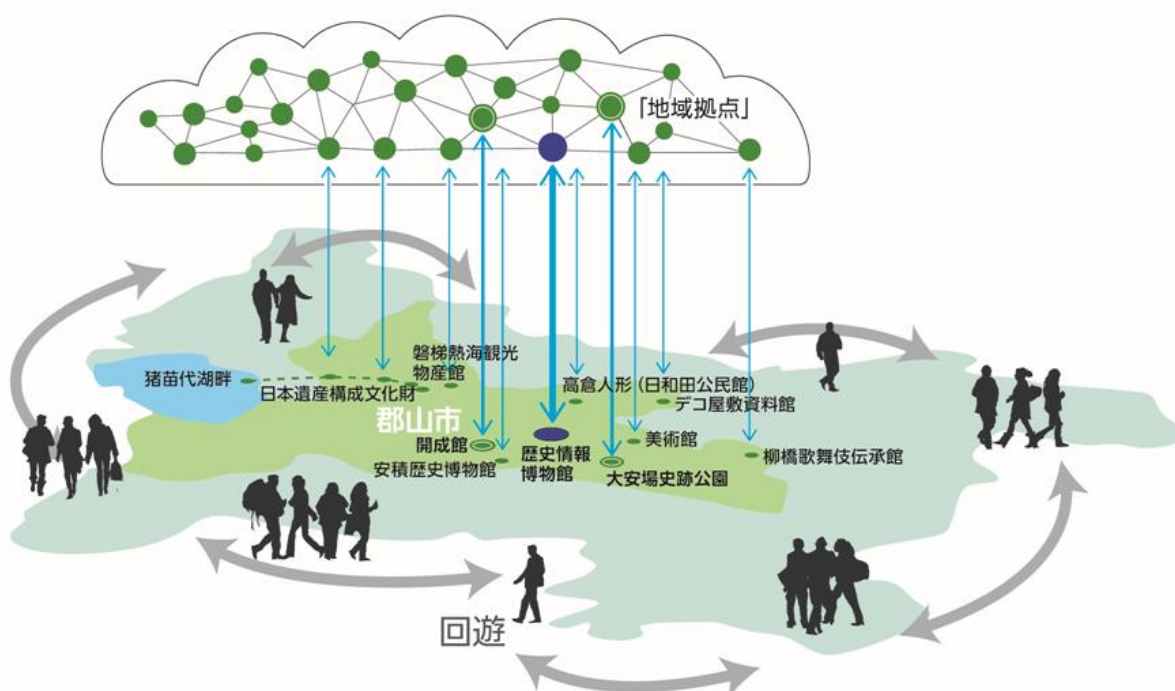 「地域拠点」
磐梯熱海観光
物産館
猪苗代湖畔
日本遺産構成文化財
高倉人形（日和田公民館）
デコ屋敷資料館
郡山市
開成館
安積歴史博物館
歴史情報
博物館
美術館
大安場史跡公園
柳橋歌舞伎伝承館
回遊